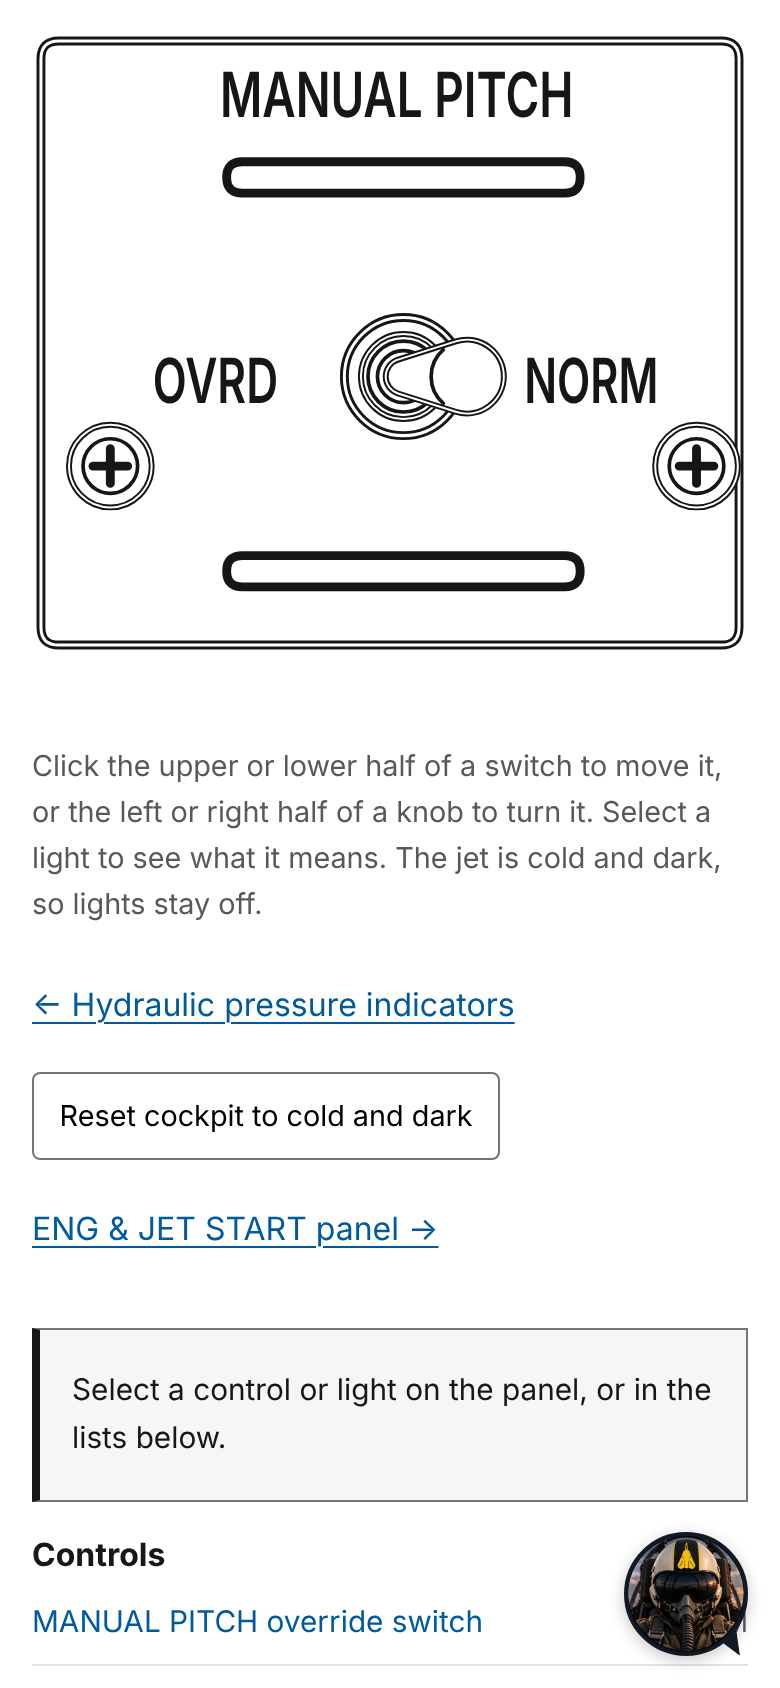 MANUAL PITCH
OVRD
NORM
Click the upper or lower half of a switch to move it,
or the left or right half of a knob to turn it. Select a
light to see what it means. The jet is cold and dark,
so lights stay off.
← Hydraulic pressure indicators
Reset cockpit to cold and dark
ENG & JET START panel →
Select a control or light on the panel, or in the
lists below.
Controls
MANUAL PITCH override switch